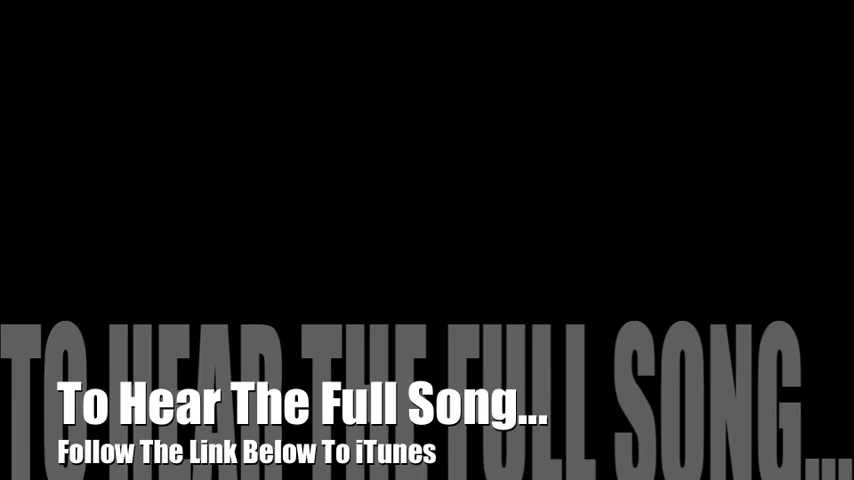 TO HEAR THE FULL SONG...
To Hear The Full Song...
Follow The Link Below To iTunes